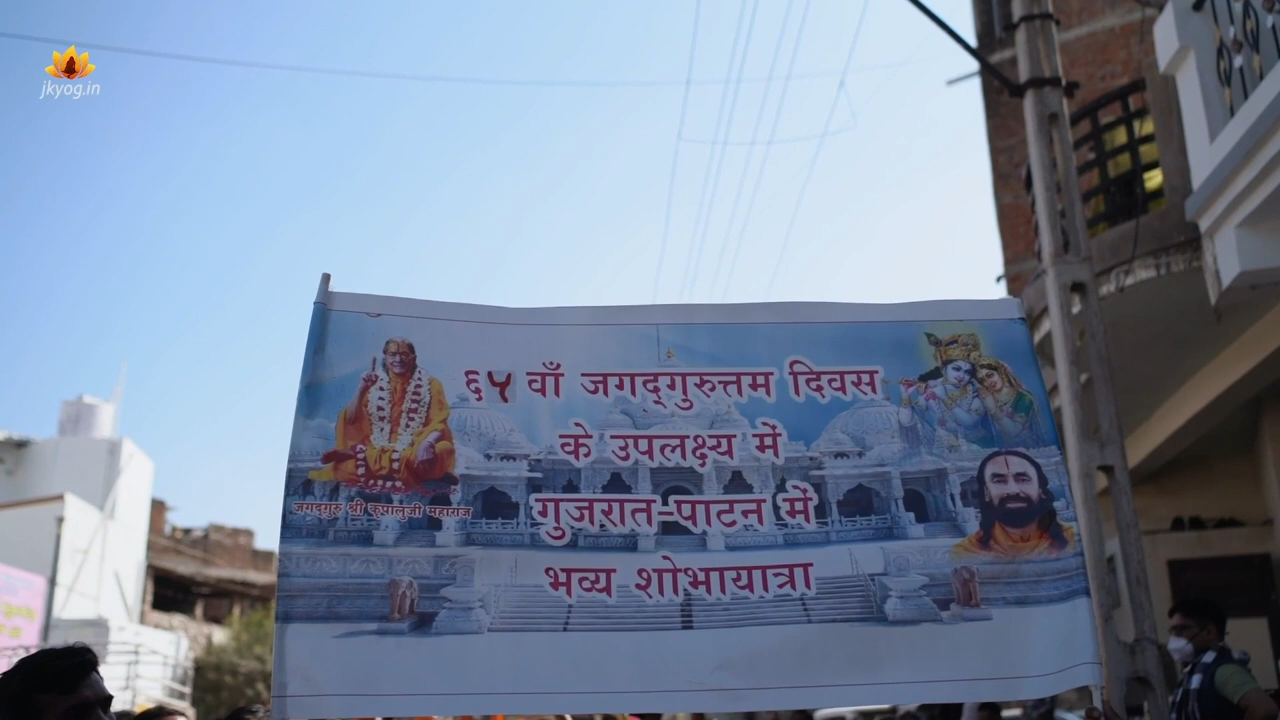 jkyog.in
६५ वाँ जगद्गुरुत्तम दिवस
के उपलक्ष्य में
गुजरात-पाटन में
भव्य शोभायात्रा
जगद्गुरु श्री कृपालुजी महाराज